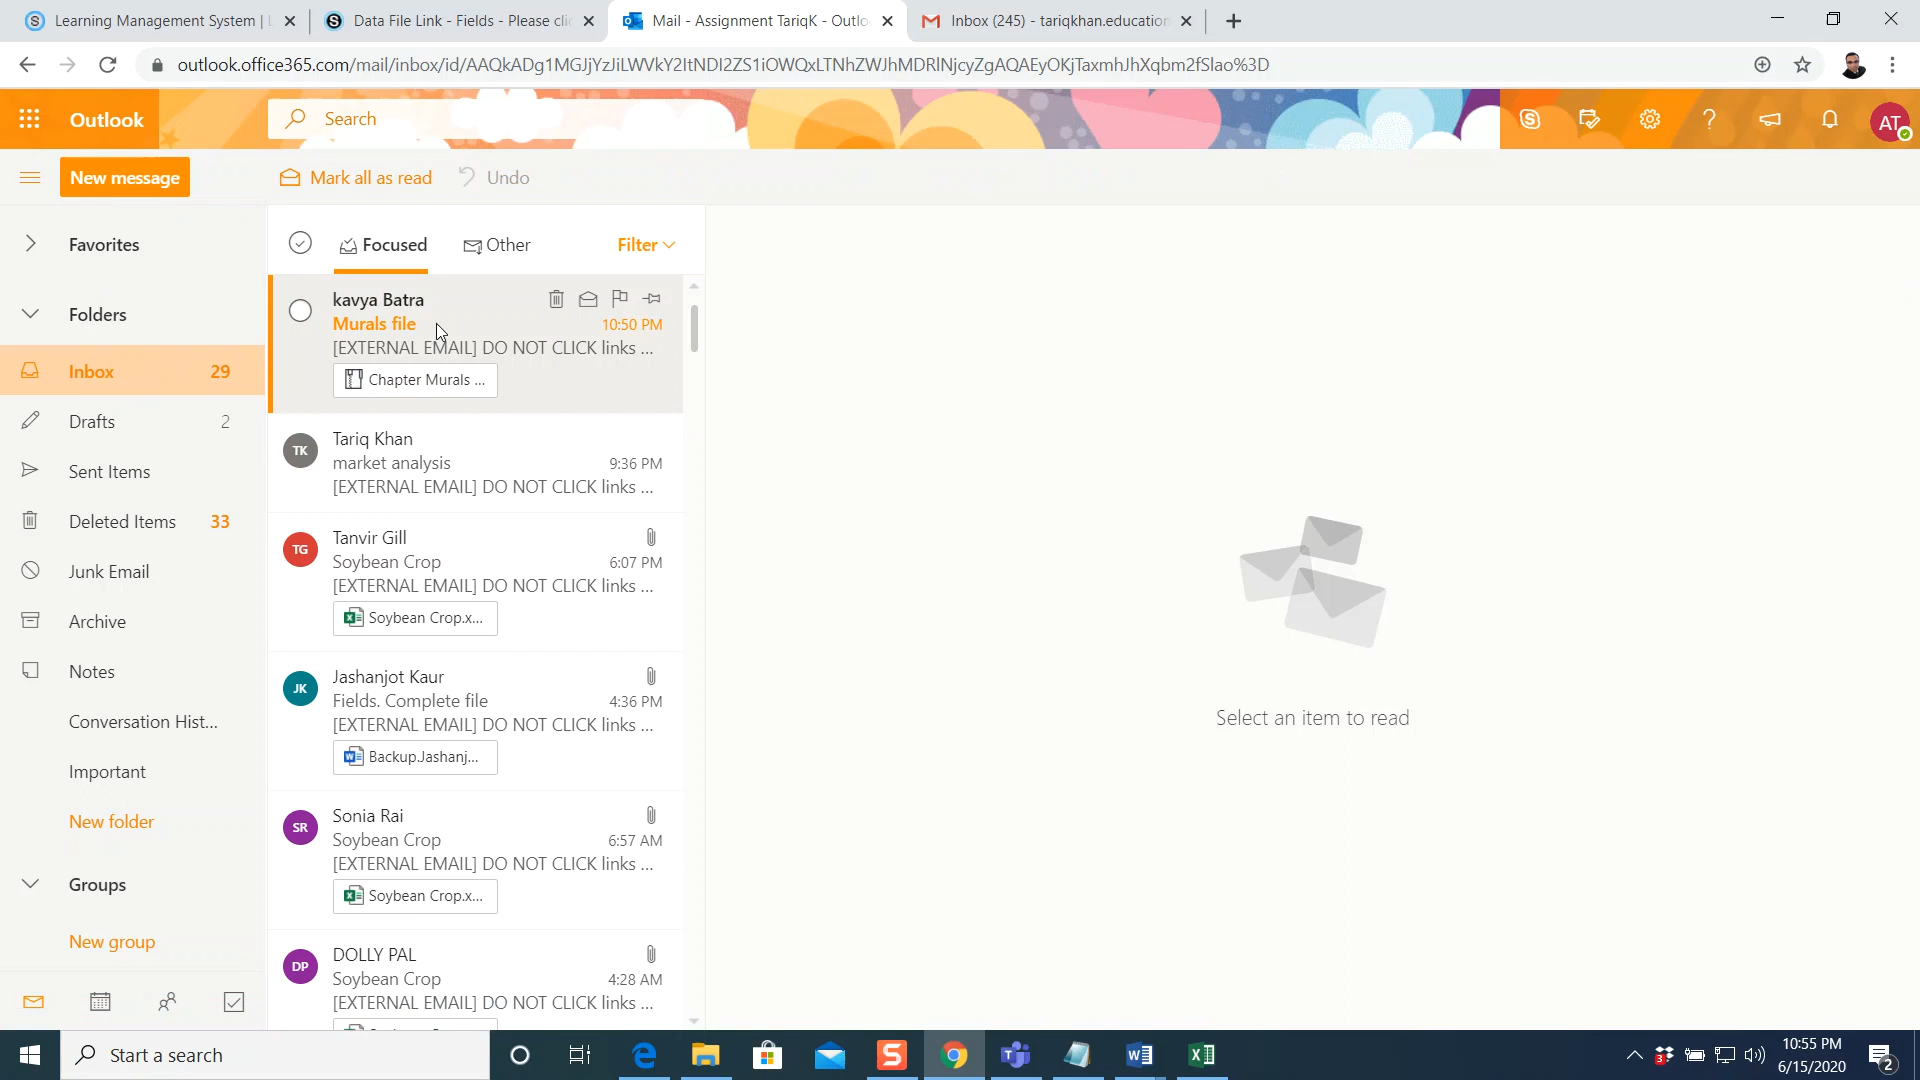 Learning Management System | L
Data File Link - Fields - Please clic
Mail - Assignment TariqK - Outlo
Inbox (245) - tariqkhan.education
outlook.office365.com/mail/inbox/id/AAQkADg1MGJjYzJiLWVkY2ItNDI2ZS1iOWQxLTNhZWJhMDRlNjcyZgAQAEyOKjTaxmhJhXqbm2fSlao%3D
Outlook
Search
AT
New message
Mark all as read
Undo
Favorites
Folders
Inbox 29
Drafts 2
Sent Items
Deleted Items 33
Junk Email
Archive
Notes
Conversation Hist...
Important
New folder
Groups
New group
Focused
Other
Filter
kavya Batra
Murals file 10:50 PM
[EXTERNAL EMAIL] DO NOT CLICK links ...
Chapter Murals ...
TK
Tariq Khan
market analysis 9:36 PM
[EXTERNAL EMAIL] DO NOT CLICK links ...
TG
Tanvir Gill
Soybean Crop 6:07 PM
[EXTERNAL EMAIL] DO NOT CLICK links ...
Soybean Crop.x...
JK
Jashanjot Kaur
Fields. Complete file 4:36 PM
[EXTERNAL EMAIL] DO NOT CLICK links ...
Backup.Jashanj...
SR
Sonia Rai
Soybean Crop 6:57 AM
[EXTERNAL EMAIL] DO NOT CLICK links ...
Soybean Crop.x...
DP
DOLLY PAL
Soybean Crop 4:28 AM
[EXTERNAL EMAIL] DO NOT CLICK links ...
Select an item to read
Start a search
10:55 PM
6/15/2020
2